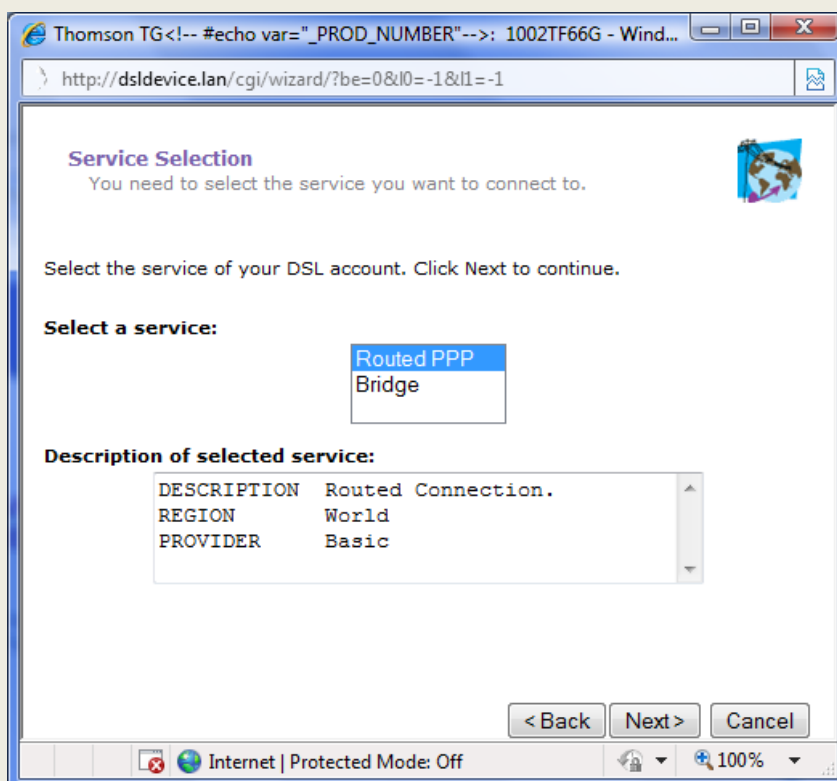 Thomson TG<!-- #echo var="_PROD_NUMBER"-->: 1002TF66G - Wind...
http://dsldevice.lan/cgi/wizard/?be=0&l0=-1&l1=-1
Service Selection
You need to select the service you want to connect to.
Select the service of your DSL account. Click Next to continue.
Select a service:
Routed PPP
Bridge
Description of selected service:
DESCRIPTION Routed Connection.
REGION World
PROVIDER Basic
< Back Next > Cancel
Internet | Protected Mode: Off 100%